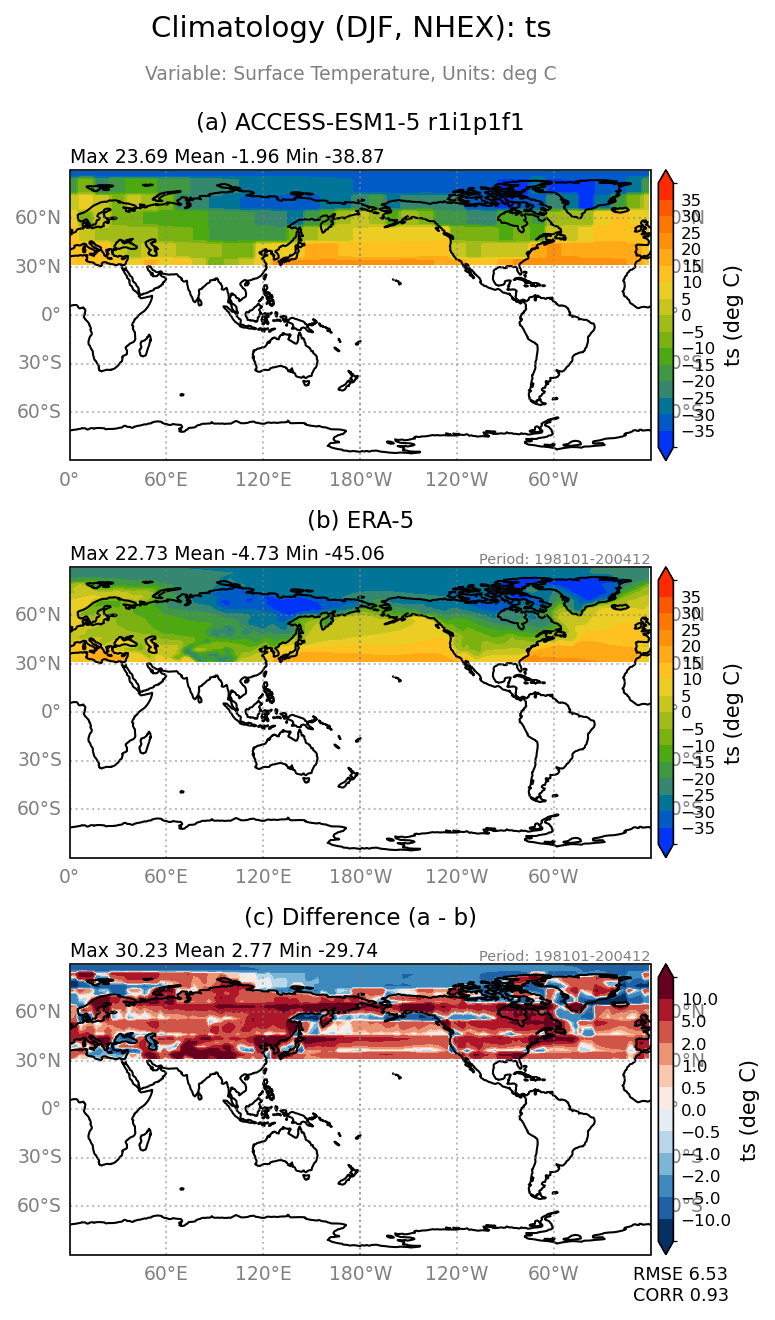 Climatology (DJF, NHEX): ts
Variable: Surface Temperature, Units: deg C
(a) ACCESS-ESM1-5 r1i1p1f1
Max 23.69 Mean -1.96 Min -38.87
60°N
30°N
0°
30°S
60°S
0°
60°E
120°E
180°W
120°W
60°W
35
30
25
20
15
10
5
0
−5
−10
−15
−20
−25
−30
−35
ts (deg C)
(b) ERA-5
Max 22.73 Mean -4.73 Min -45.06
Period: 198101-200412
60°N
30°N
0°
30°S
60°S
0°
60°E
120°E
180°W
120°W
60°W
35
30
25
20
15
10
5
0
−5
−10
−15
−20
−25
−30
−35
ts (deg C)
(c) Difference (a - b)
Max 30.23 Mean 2.77 Min -29.74
Period: 198101-200412
60°N
30°N
0°
30°S
60°S
60°E
120°E
180°W
120°W
60°W
10.0
5.0
2.0
1.0
0.5
0.0
−0.5
−1.0
−2.0
−5.0
−10.0
ts (deg C)
RMSE 6.53
CORR 0.93